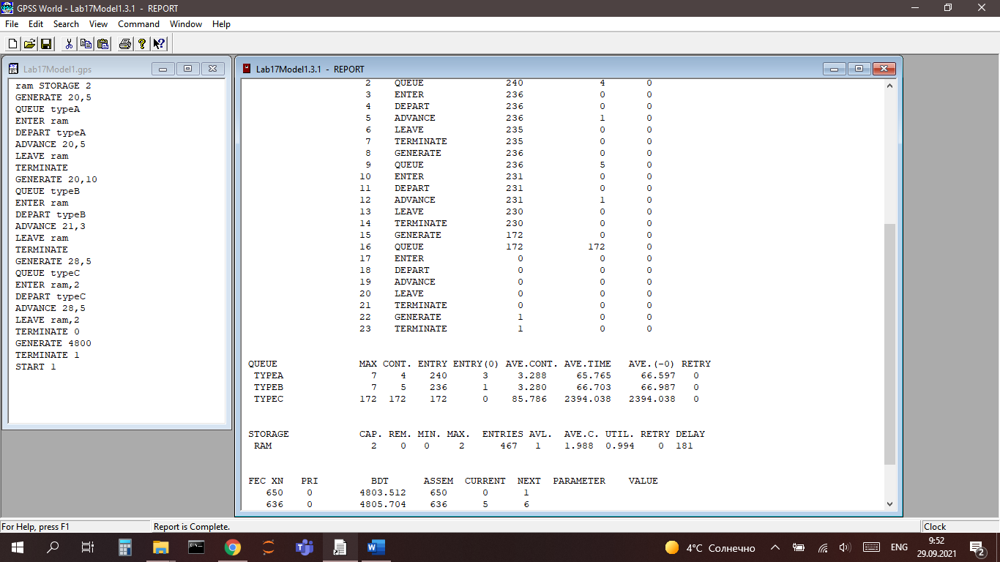 GPSS World - Lab17Model1.3.1 - REPORT
File Edit Search View Command Window Help
Lab17Model1.gps
ram STORAGE 2
GENERATE 20,5
QUEUE typeA
ENTER ram
DEPART typeA
ADVANCE 20,5
LEAVE ram
TERMINATE
GENERATE 20,10
QUEUE typeB
ENTER ram
DEPART typeB
ADVANCE 21,3
LEAVE ram
TERMINATE
GENERATE 28,5
QUEUE typeC
ENTER ram,2
DEPART typeC
ADVANCE 28,5
LEAVE ram,2
TERMINATE 0
GENERATE 4800
TERMINATE 1
START 1
Lab17Model1.3.1 - REPORT
2 QUEUE 240 4 0
3 ENTER 236 0 0
4 DEPART 236 0 0
5 ADVANCE 236 1 0
6 LEAVE 235 0 0
7 TERMINATE 235 0 0
8 GENERATE 236 0 0
9 QUEUE 236 5 0
10 ENTER 231 0 0
11 DEPART 231 0 0
12 ADVANCE 231 1 0
13 LEAVE 230 0 0
14 TERMINATE 230 0 0
15 GENERATE 172 0 0
16 QUEUE 172 172 0
17 ENTER 0 0 0
18 DEPART 0 0 0
19 ADVANCE 0 0 0
20 LEAVE 0 0 0
21 TERMINATE 0 0 0
22 GENERATE 1 0 0
23 TERMINATE 1 0 0
QUEUE MAX CONT. ENTRY ENTRY(0) AVE.CONT. AVE.TIME AVE.(-0) RETRY
TYPEA 7 4 240 3 3.288 65.765 66.597 0
TYPEB 7 5 236 1 3.280 66.703 66.987 0
TYPEC 172 172 172 0 85.786 2394.038 2394.038 0
STORAGE CAP. REM. MIN. MAX. ENTRIES AVL. AVE.C. UTIL. RETRY DELAY
RAM 2 0 0 2 467 1 1.988 0.994 0 181
FEC XN PRI BDT ASSEM CURRENT NEXT PARAMETER VALUE
650 0 4803.512 650 0 1
636 0 4805.704 636 5 6
For Help, press F1
Report is Complete.
Clock
4°C Солнечно
ENG
9:52
29.09.2021
2